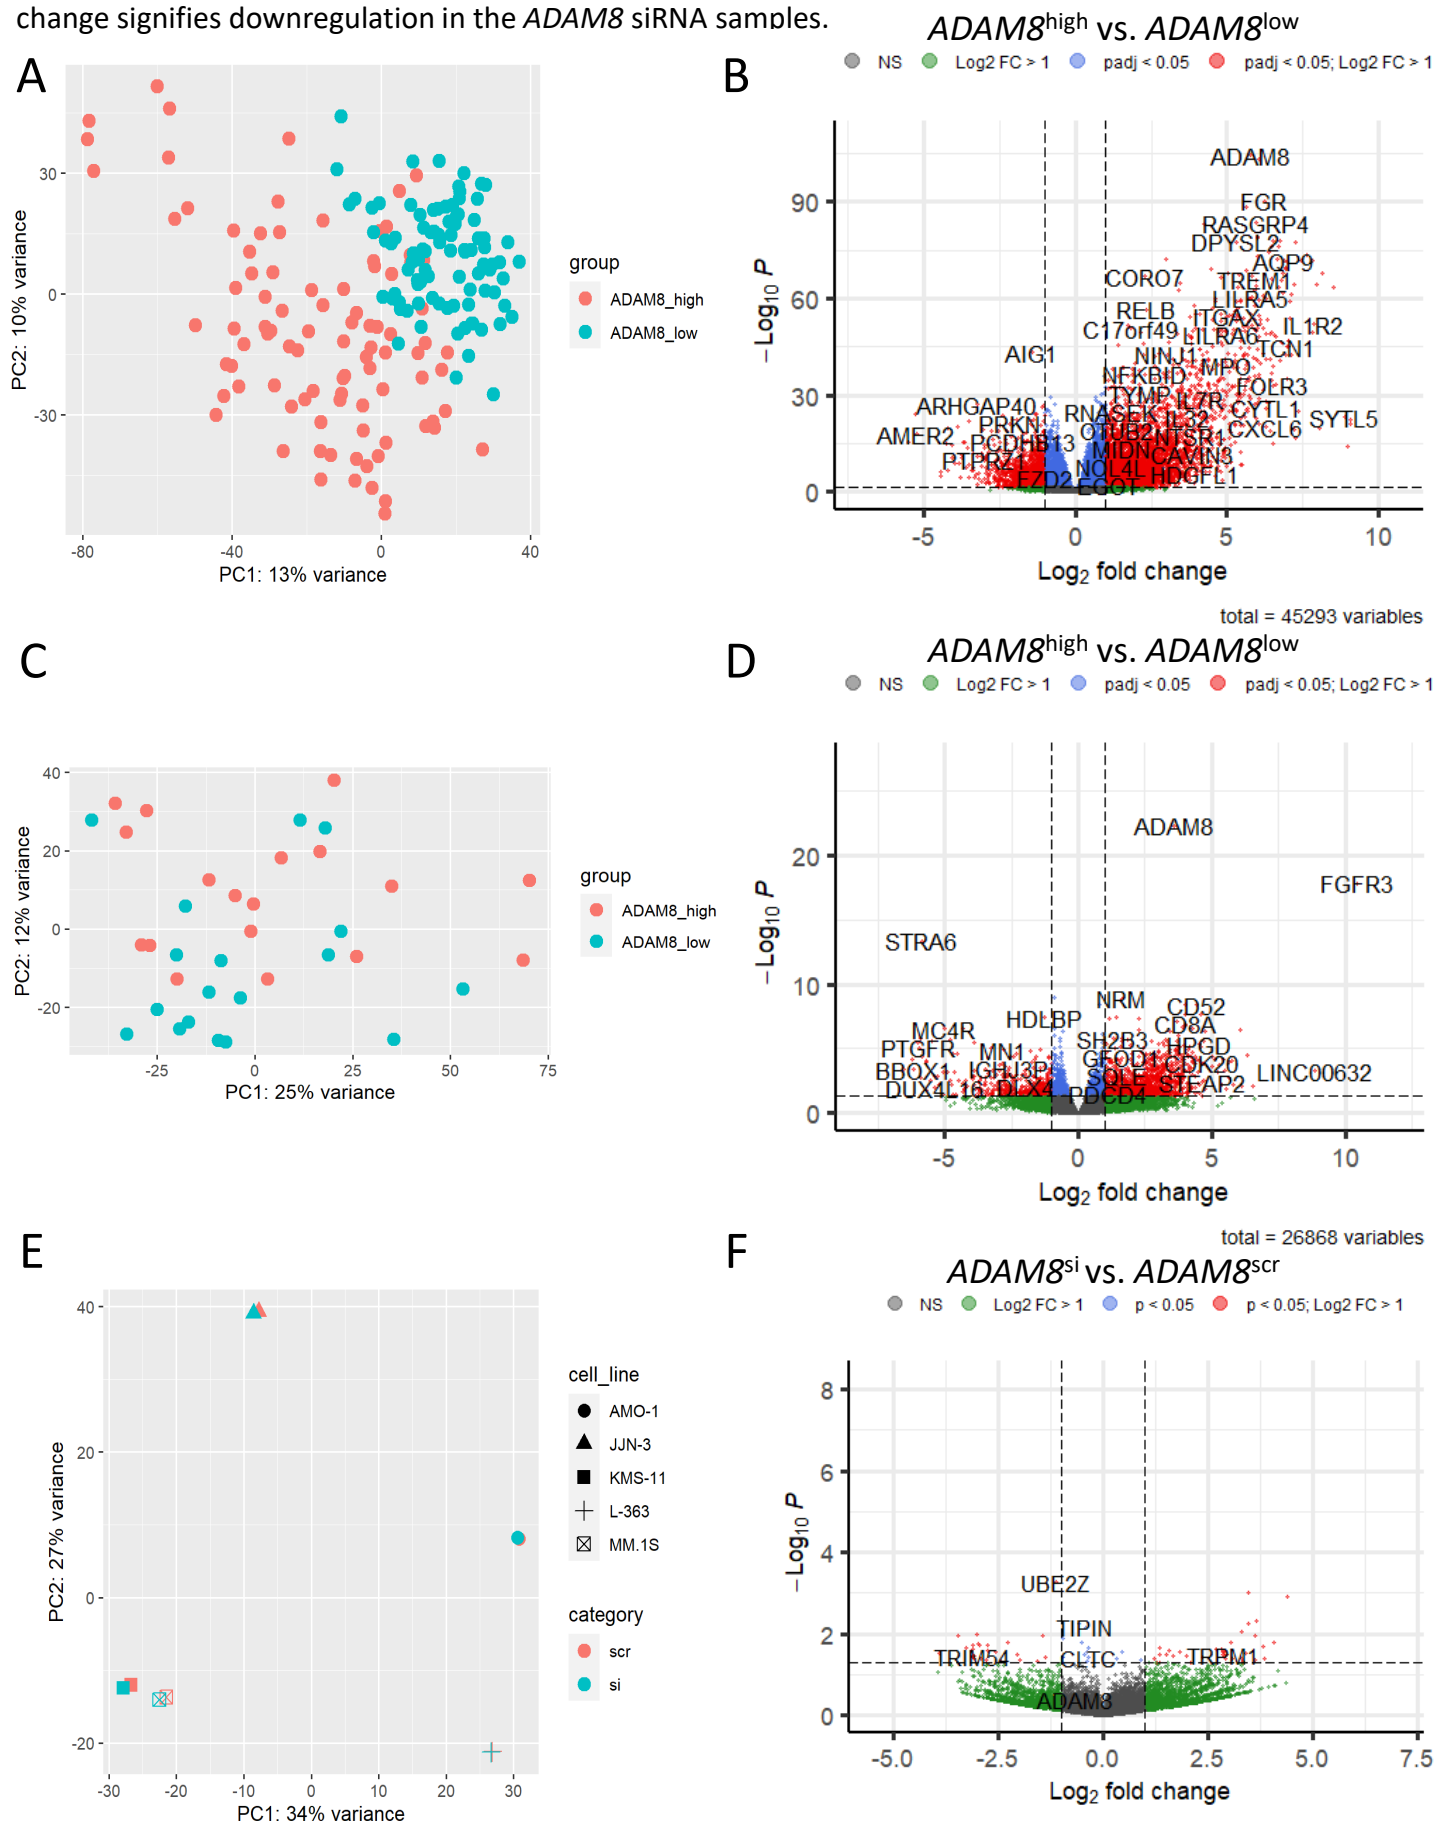 change signifies downregulation in the ADAM8 siRNA samples.
A
PC2: 10% variance
30
0
-30
-80
-40
0
40
PC1: 13% variance
group
ADAM8_high
ADAM8_low
B
ADAM8high vs. ADAM8low
NS
Log2 FC > 1
padj < 0.05
padj < 0.05; Log2 FC > 1
−Log10 P
90
60
30
0
ADAM8
FGR
RASGRP4
DPYSL2
AQP9
CORO7
TREM1
LILRA5
RELB
ITGAX
IL1R2
C17orf49
LILRA6
TCN1
AIG1
NINJ1
MPO
NFKBID
FOLR3
TYMP
IL7R
ARHGAP40
RNASEK
IL32
CYTL1
SYTL5
PRKN
AMER2
OTUB2
NTSR1
CXCL6
PCDHB13
MIDN
CAVIN3
PTPRZ1
NOL4L
HDGFL1
FZD2
EGOT
-5
0
5
10
Log2 fold change
total = 45293 variables
C
PC2: 12% variance
40
20
0
-20
-25
0
25
50
75
PC1: 25% variance
group
ADAM8_high
ADAM8_low
D
ADAM8high vs. ADAM8low
NS
Log2 FC > 1
padj < 0.05
padj < 0.05; Log2 FC > 1
−Log10 P
20
10
0
ADAM8
FGFR3
STRA6
NRM
CD52
HDLBP
CD8A
MC4R
SH2B3
HPGD
PTGFR
MN1
GFOD1
CDK20
BBOX1
IGHJ3P
SQLE
LINC00632
DUX4L16
DLX4
STEAP2
PDCD4
-5
0
5
10
Log2 fold change
total = 26868 variables
E
PC2: 27% variance
40
20
0
-20
-30
-20
-10
0
10
20
30
PC1: 34% variance
cell_line
AMO-1
JJN-3
KMS-11
L-363
MM.1S
category
scr
si
F
ADAM8si vs. ADAM8scr
NS
Log2 FC > 1
p < 0.05
p < 0.05; Log2 FC > 1
−Log10 P
8
6
4
2
0
UBE2Z
TIPIN
TRIM54
CLTC
TRPM1
ADAM8
-5.0
-2.5
0.0
2.5
5.0
7.5
Log2 fold change